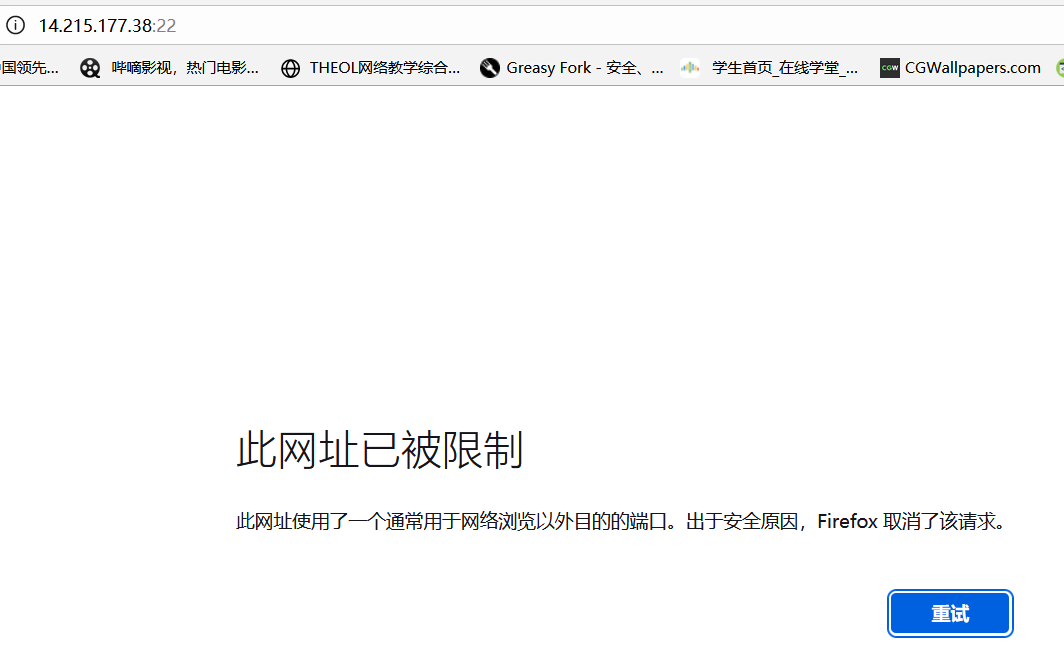 14.215.177.38:22
国领先... 哔嘀影视，热门电影... THEOL网络教学综合... Greasy Fork - 安全、... 学生首页_在线学堂_... CGW CGWallpapers.com
此网址已被限制
此网址使用了一个通常用于网络浏览以外目的的端口。出于安全原因，Firefox 取消了该请求。
重试